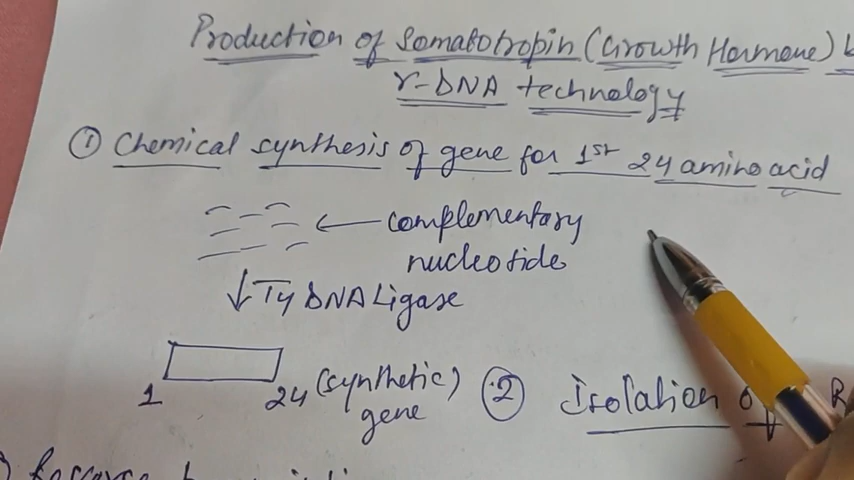 Production of Somatotropin (Growth Hormone)
r-DNA technology
① Chemical synthesis of gene for 1st 24 amino acid
complementary
nucleotide
↓ T4 DNA Ligase
1 24 (synthetic)
gene
② Isolation of R